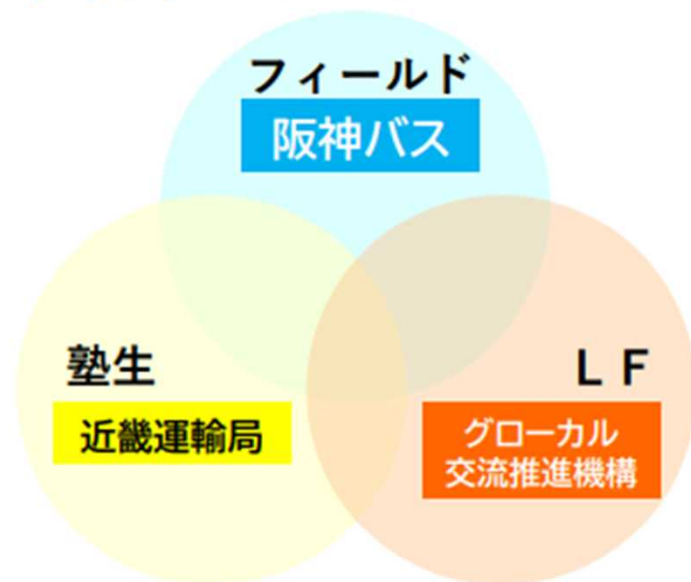 フィールド
阪神バス
塾生
近畿運輸局
ＬＦ
グローカル
交流推進機構